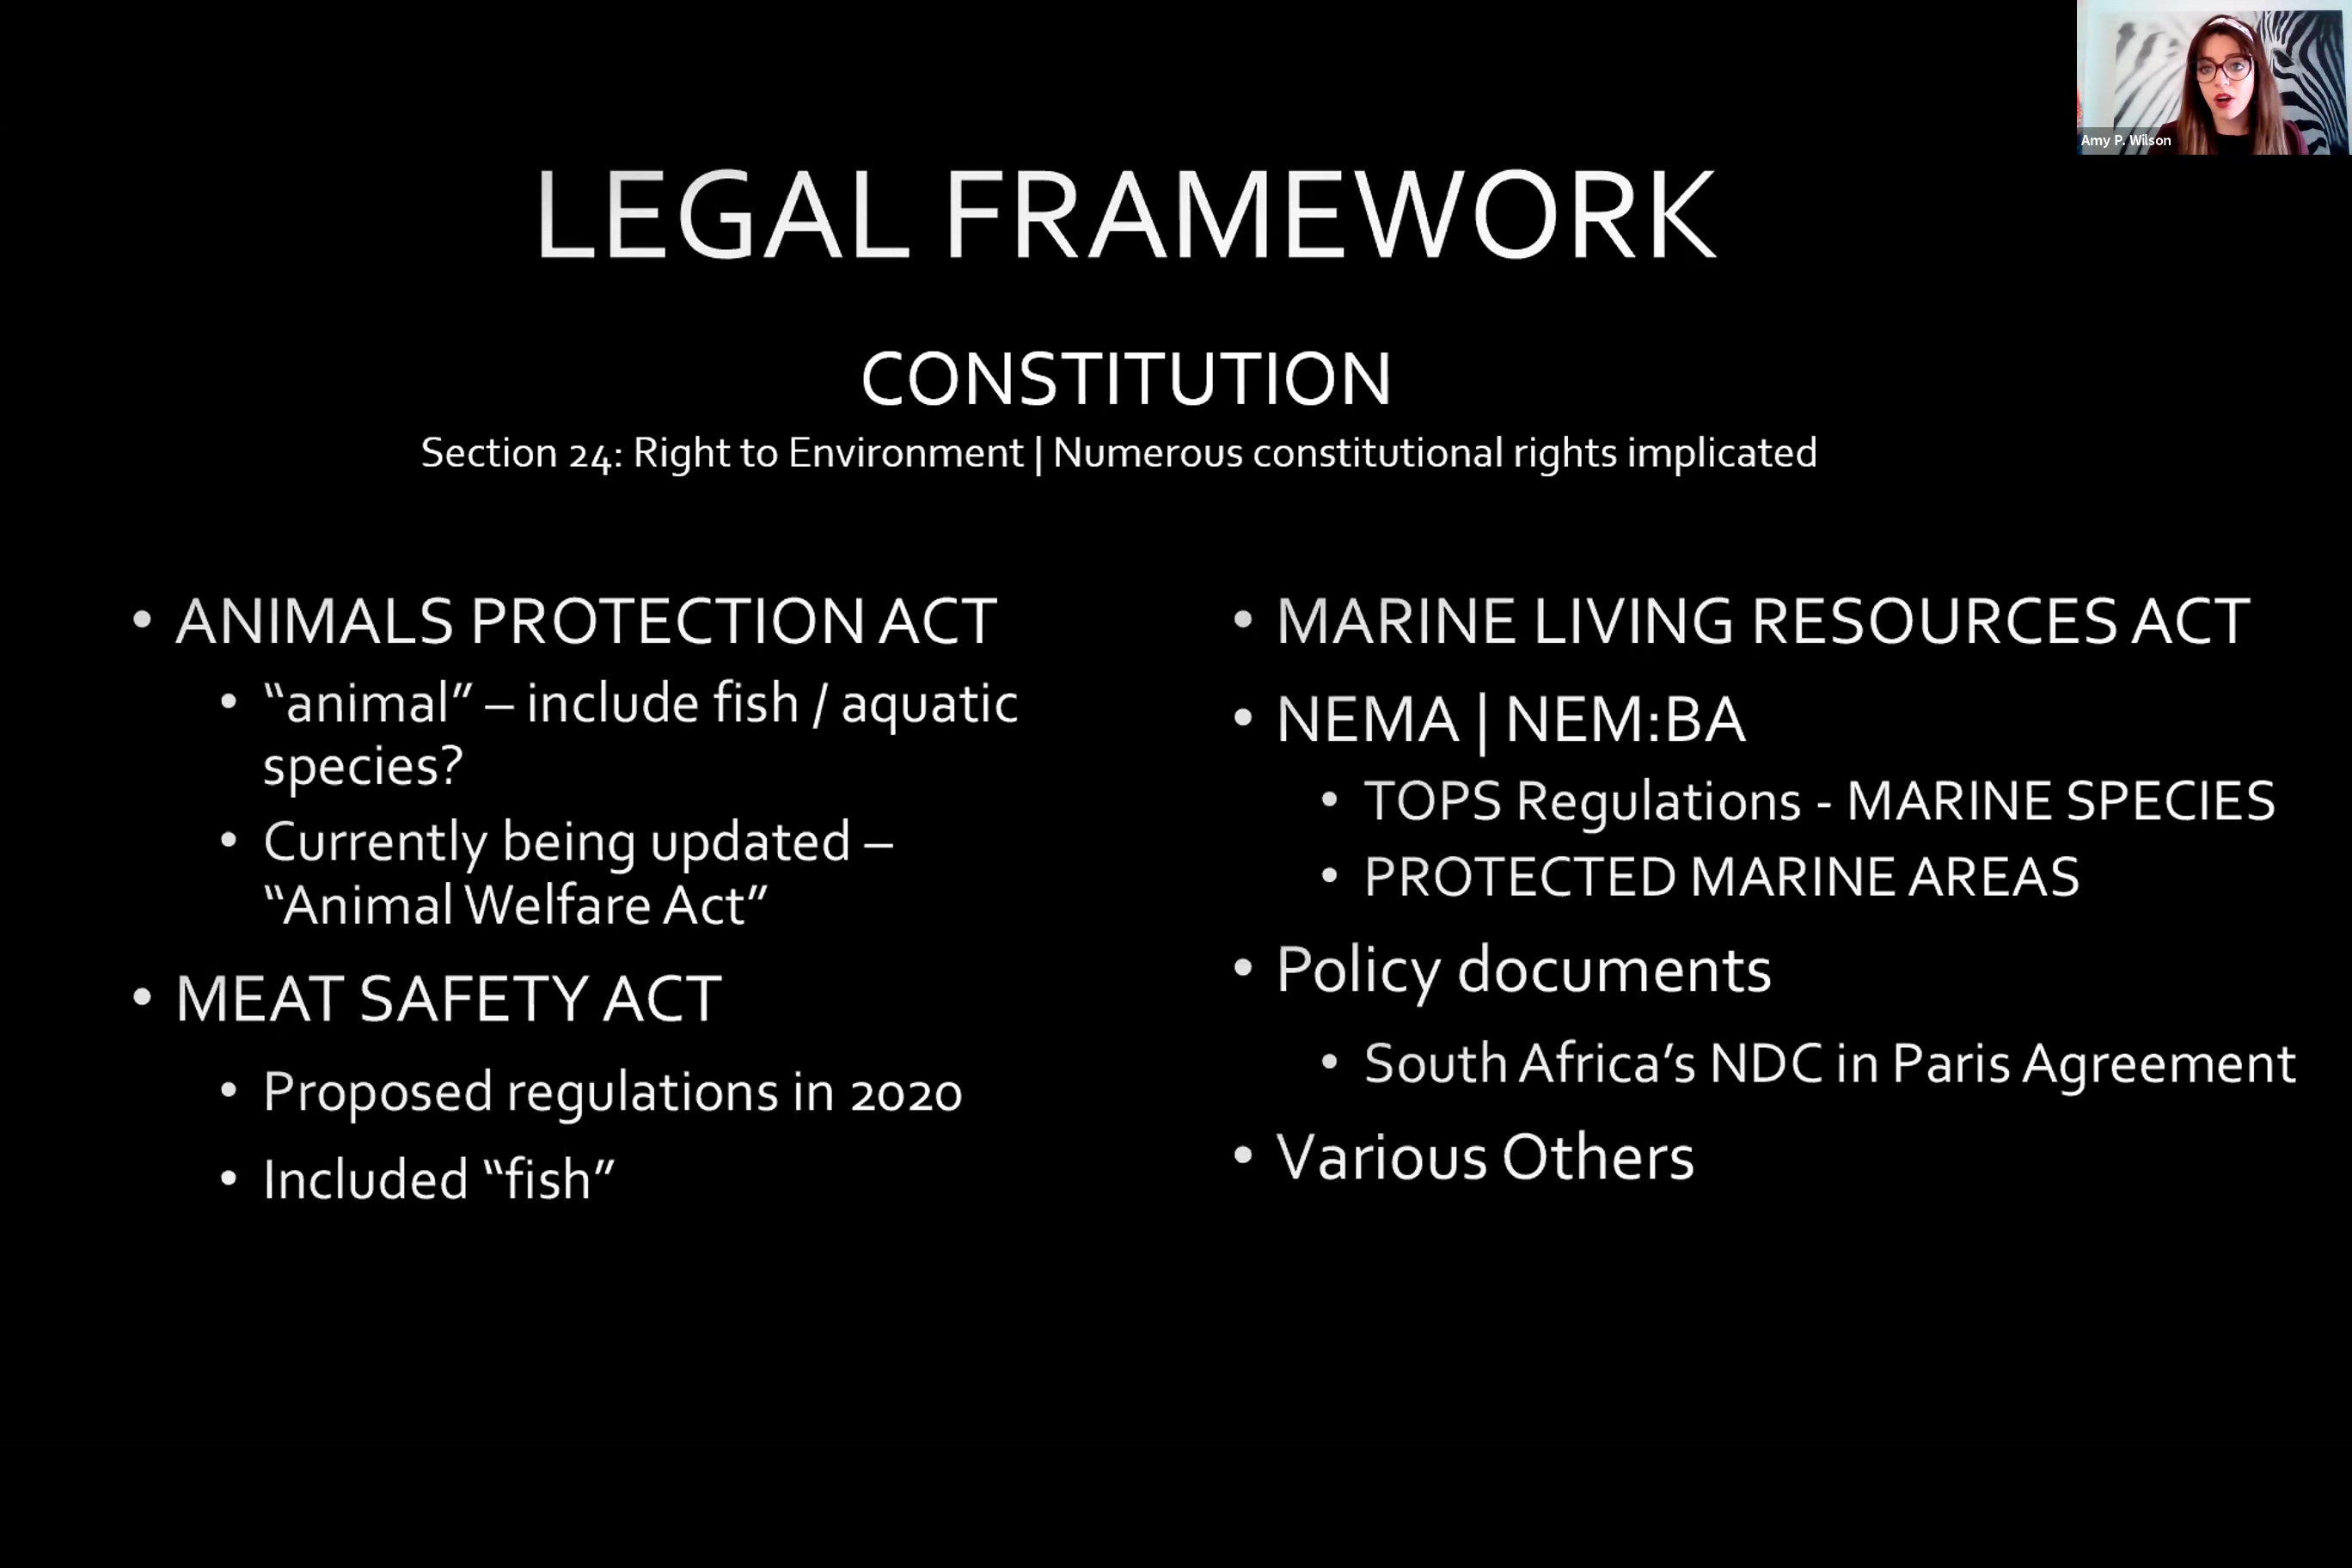 Amy P. Wilson
LEGAL FRAMEWORK
CONSTITUTION
Section 24: Right to Environment | Numerous constitutional rights implicated
• ANIMALS PROTECTION ACT
• “animal” – include fish / aquatic
species?
• Currently being updated –
“Animal Welfare Act”
• MEAT SAFETY ACT
• Proposed regulations in 2020
• Included “fish”
• MARINE LIVING RESOURCES ACT
• NEMA | NEM:BA
• TOPS Regulations - MARINE SPECIES
• PROTECTED MARINE AREAS
• Policy documents
• South Africa’s NDC in Paris Agreement
• Various Others